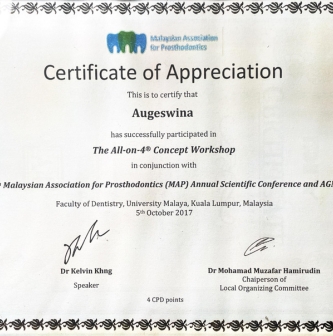 Malaysian Association
for Prosthodontics
Certificate of Appreciation
This is to certify that
Augeswina
has successfully participated in
The All-on-4® Concept Workshop
in conjunction with
Malaysian Association for Prosthodontics (MAP) Annual Scientific Conference and AG
Faculty of Dentistry, University Malaya, Kuala Lumpur, Malaysia
5th October 2017
Dr Kelvin Khng
Speaker
Dr Mohamad Muzafar Hamirudin
Chaiperson of
Local Organizing Committee
4 CPD points